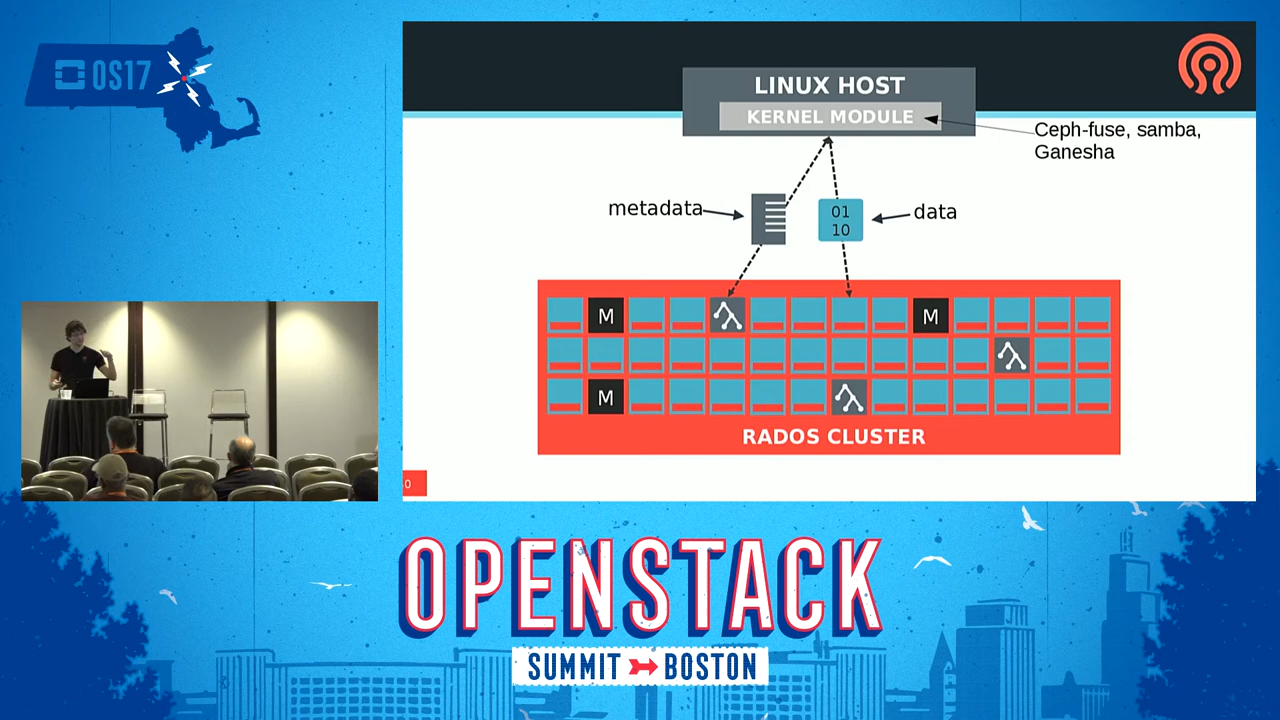 OS17
LINUX HOST
KERNEL MODULE
Ceph-fuse, samba,
Ganesha
metadata
01
10
data
M
M
M
RADOS CLUSTER
0
OPENSTACK
SUMMIT BOSTON